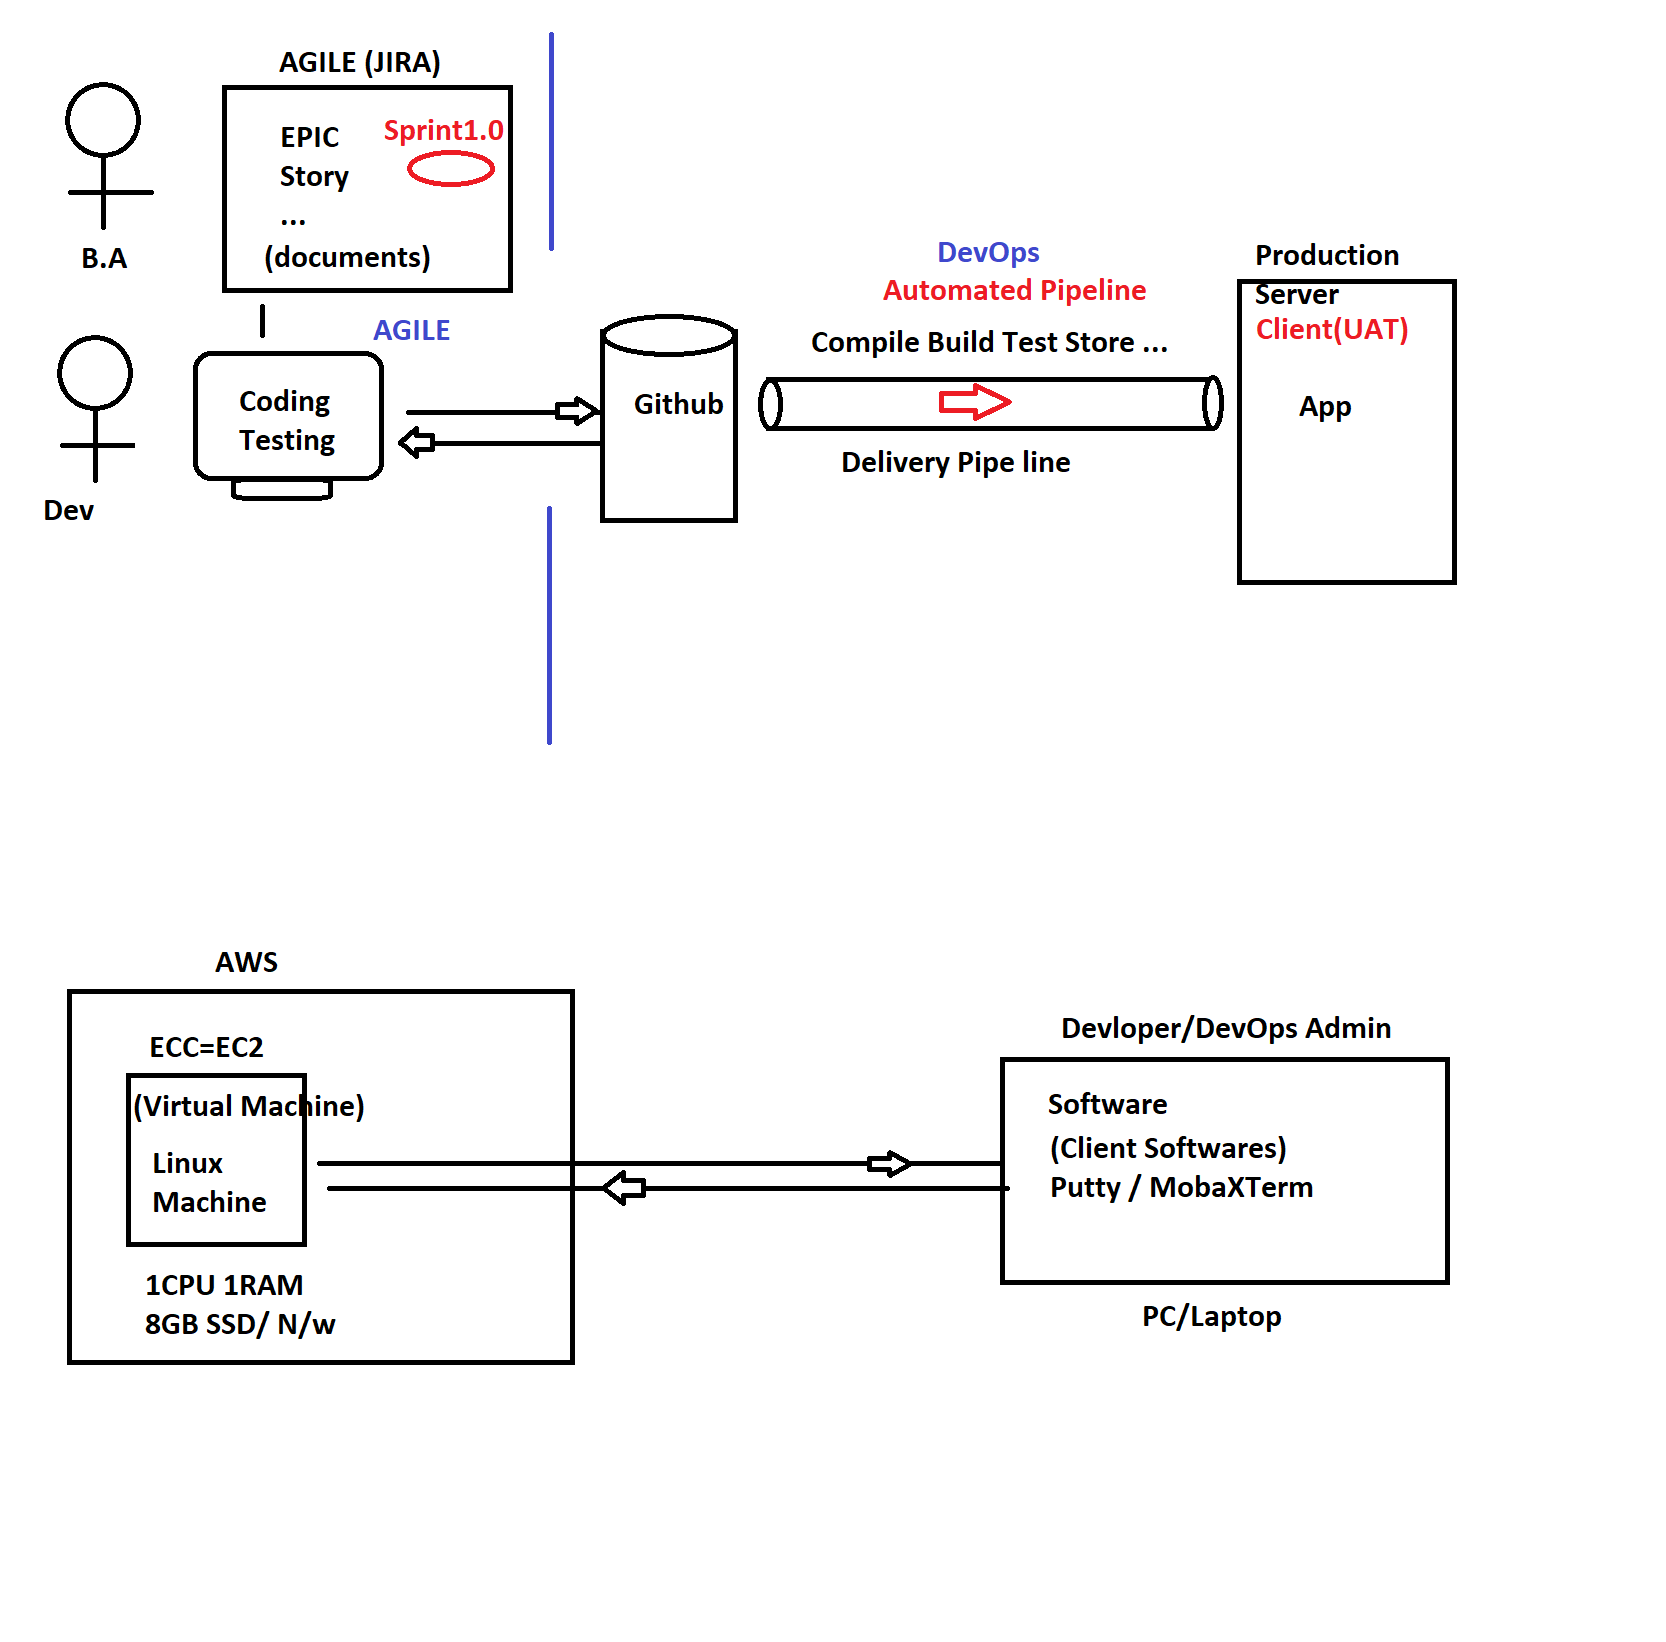 AGILE (JIRA)
EPIC
Sprint1.0
Story
...
(documents)
B.A
AGILE
Coding
Testing
Dev
Github
DevOps
Automated Pipeline
Compile Build Test Store ...
Delivery Pipe line
Production
Server
Client(UAT)
App
AWS
ECC=EC2
(Virtual Machine)
Linux
Machine
1CPU 1RAM
8GB SSD/ N/w
Devloper/DevOps Admin
Software
(Client Softwares)
Putty / MobaXTerm
PC/Laptop